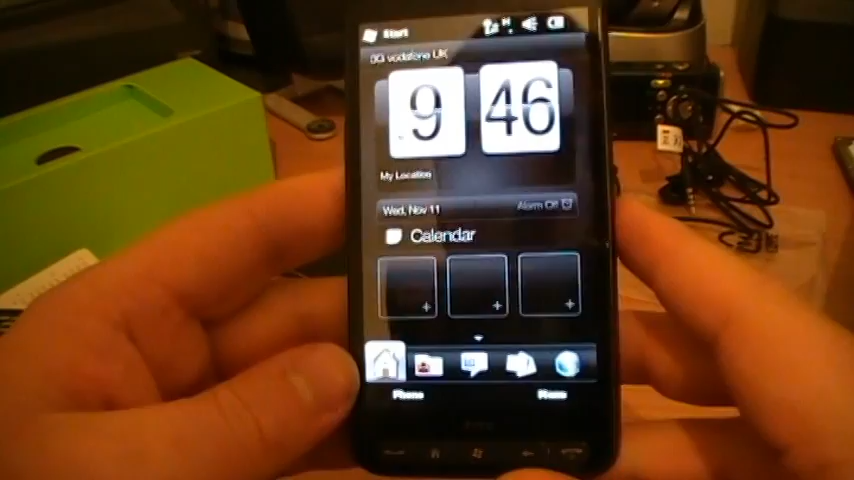 Start
3G vodafone UK
9 46
My Location
Wed, Nov 11 Alarm Off
Calendar
Phone